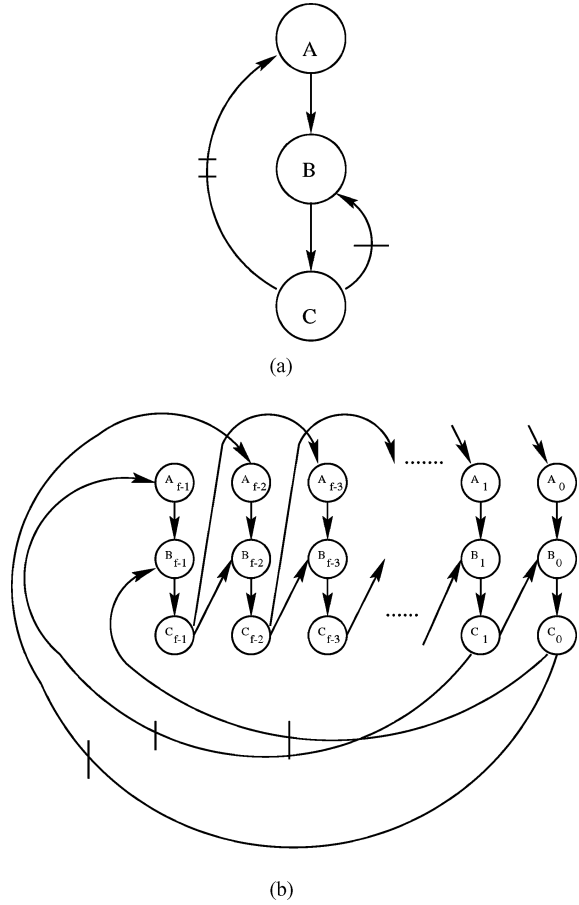 A
B
C
(a)
A f-1 A f-2 A f-3 ....... A 1 A 0
B f-1 B f-2 B f-3 B 1 B 0
......
C f-1 C f-2 C f-3 C 1 C 0
(b)